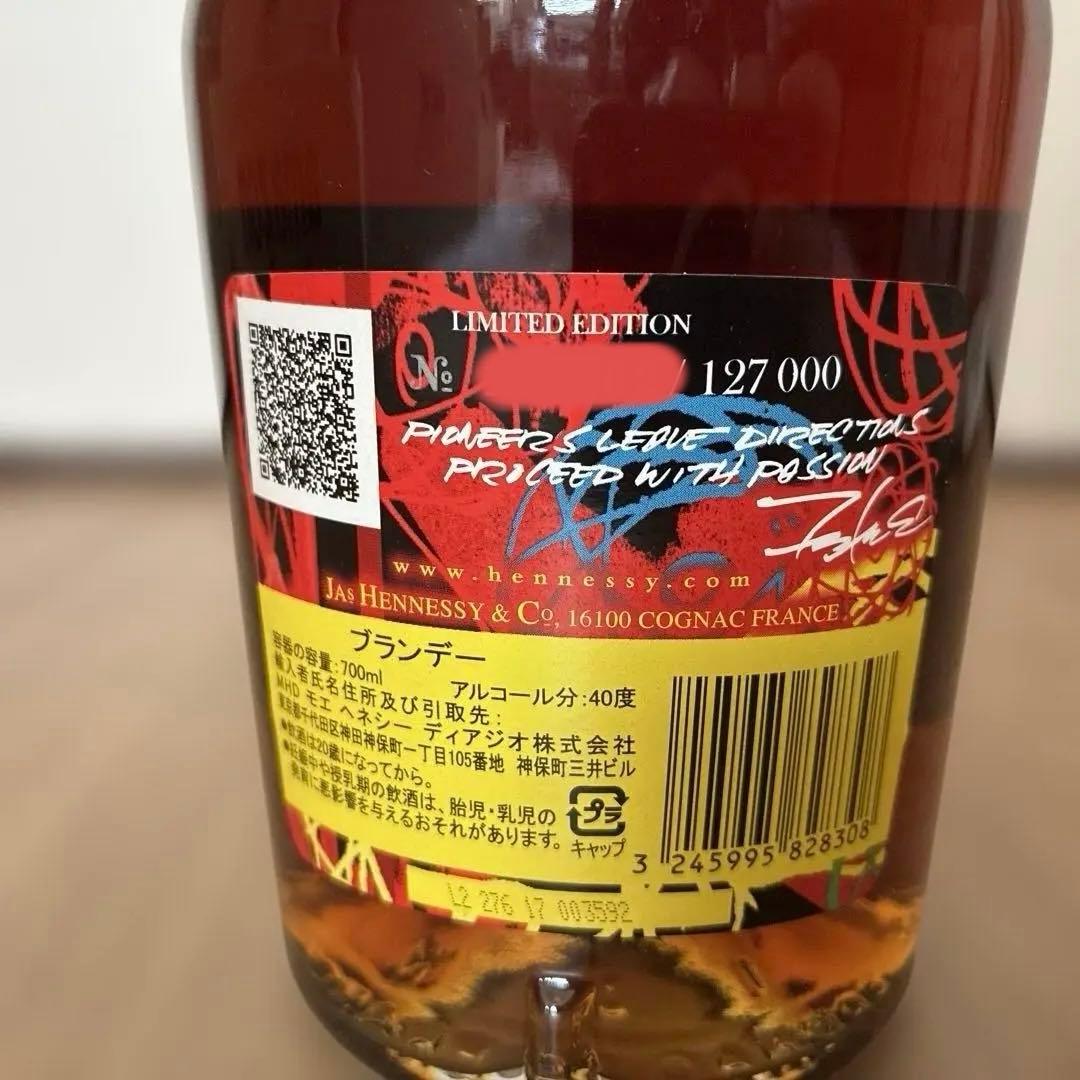 LIMITED EDITION
No / 127 000
PIONEERS LEAVE DIRECTIONS
PROCEED WITH PASSION
www.hennessy.com
JAS HENNESSY & Co, 16100 COGNAC FRANCE
ブランデー
容器の容量:700ml アルコール分:40度
輸入者氏名住所及び引取先:
MHD モエ ヘネシー ディアジオ株式会社
東京都千代田区神田神保町一丁目105番地 神保町三井ビル
●飲酒は20歳になってから。
●妊娠中や授乳期の飲酒は、胎児・乳児の
発育に悪影響を与えるおそれがあります。
プラ
キャップ
3 245995 828308
L2 276 17 003592